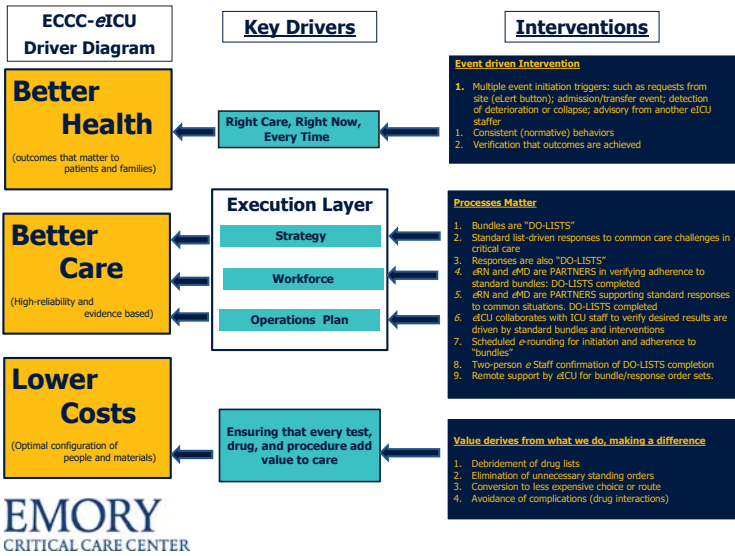 ECCC-eICU
Driver Diagram
Key Drivers
Interventions
Better
Health
(outcomes that matter to
patients and families)
Right Care, Right Now,
Every Time
Event driven Intervention
1. Multiple event initiation triggers: such as requests from
site (eLert button); admission/transfer event; detection
of deterioration or collapse; advisory from another eICU
staffer
1. Consistent (normative) behaviors
2. Verification that outcomes are achieved
Better
Care
(High-reliability and
evidence based)
Execution Layer
Strategy
Workforce
Operations Plan
Processes Matter
1. Bundles are "DO-LISTS"
2. Standard list-driven responses to common care challenges in
critical care
3. Responses are also "DO-LISTS"
4. eRN and eMD are PARTNERS in verifying adherence to
standard bundles: DO-LISTS completed
5. eRN and eMD are PARTNERS supporting standard responses
to common situations. DO-LISTS completed
6. eICU collaborates with ICU staff to verify desired results are
driven by standard bundles and interventions
7. Scheduled e-rounding for initiation and adherence to
"bundles"
8. Two-person e Staff confirmation of DO-LISTS completion
9. Remote support by eICU for bundle/response order sets.
Lower
Costs
(Optimal configuration of
people and materials)
Ensuring that every test,
drug, and procedure add
value to care
Value derives from what we do, making a difference
1. Debridement of drug lists
2. Elimination of unnecessary standing orders
3. Conversion to less expensive choice or route
4. Avoidance of complications (drug interactions)
EMORY
CRITICAL CARE CENTER